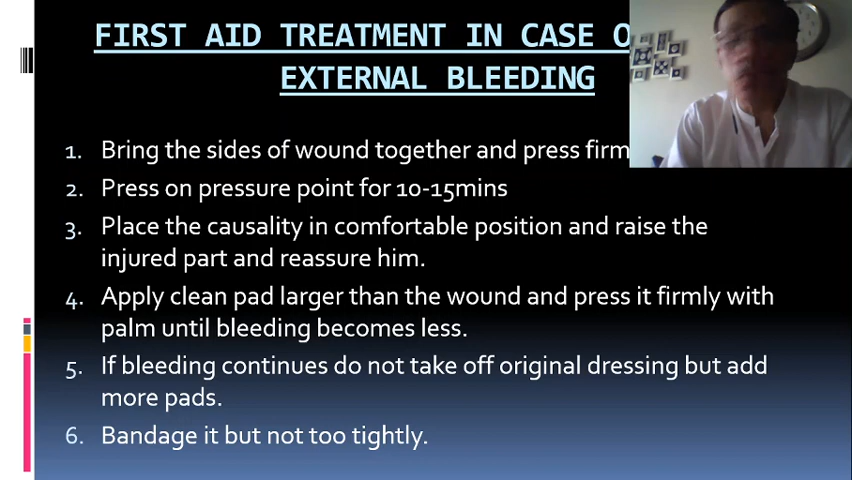 FIRST AID TREATMENT IN CASE
EXTERNAL BLEEDING
1. Bring the sides of wound together and press
2. Press on pressure point for 10-15mins
3. Place the causality in comfortable position and raise the
injured part and reassure him.
4. Apply clean pad larger than the wound and press it firmly with
palm until bleeding becomes less.
5. If bleeding continues do not take off original dressing but add
more pads.
6. Bandage it but not too tightly.